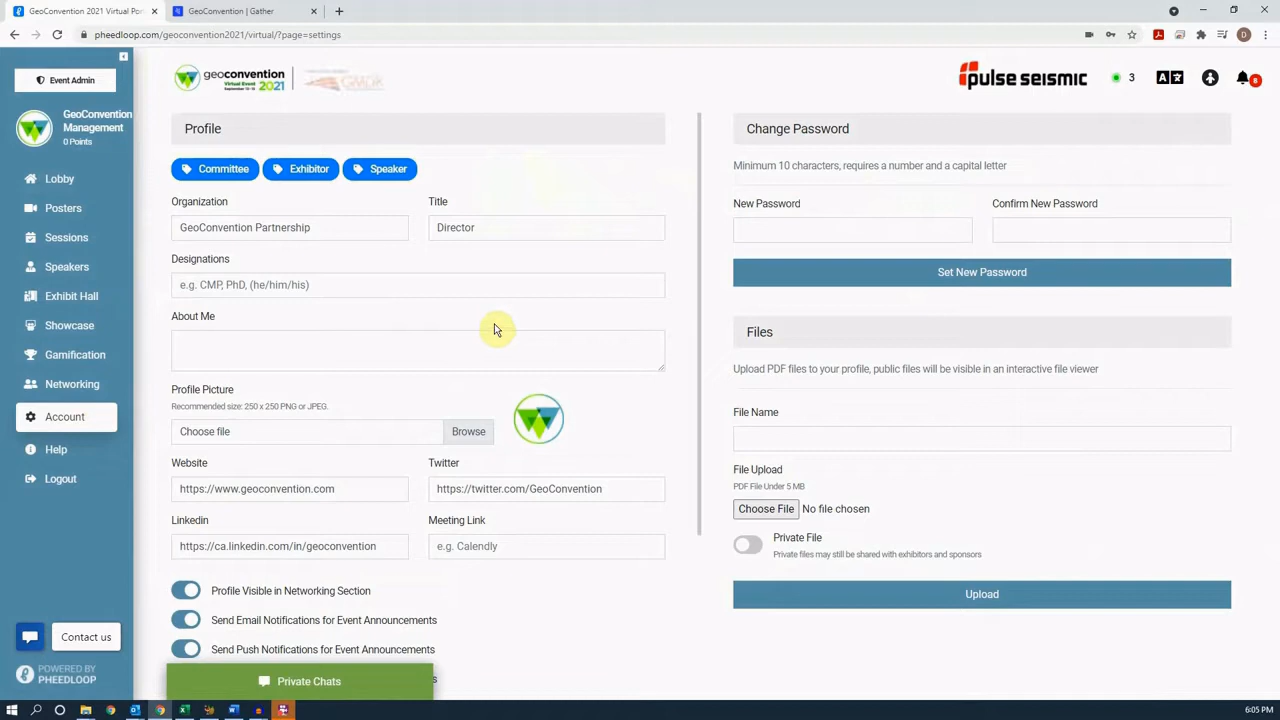 GeoConvention 2021 Virtual Por
GeoConvention | Gather
pheedloop.com/geoconvention2021/virtual/?page=settings
D
Event Admin
GeoConvention
Management
0 Points
Lobby
Posters
Sessions
Speakers
Exhibit Hall
Showcase
Gamification
Networking
Account
Help
Logout
Contact us
POWERED BY
PHEEDLOOP
geoconvention
Virtual Event
September 13-15
2021
pulse seismic
3
8
Profile
Committee
Exhibitor
Speaker
Organization
Title
GeoConvention Partnership
Director
Designations
e.g. CMP, PhD, (he/him/his)
About Me
Profile Picture
Recommended size: 250 x 250 PNG or JPEG.
Choose file
Browse
Website
Twitter
https://www.geoconvention.com
https://twitter.com/GeoConvention
Linkedin
Meeting Link
https://ca.linkedin.com/in/geoconvention
e.g. Calendly
Profile Visible in Networking Section
Send Email Notifications for Event Announcements
Send Push Notifications for Event Announcements
Private Chats
Change Password
Minimum 10 characters, requires a number and a capital letter
New Password
Confirm New Password
Set New Password
Files
Upload PDF files to your profile, public files will be visible in an interactive file viewer
File Name
File Upload
PDF File Under 5 MB
Choose File No file chosen
Private File
Private files may still be shared with exhibitors and sponsors
Upload
6:05 PM